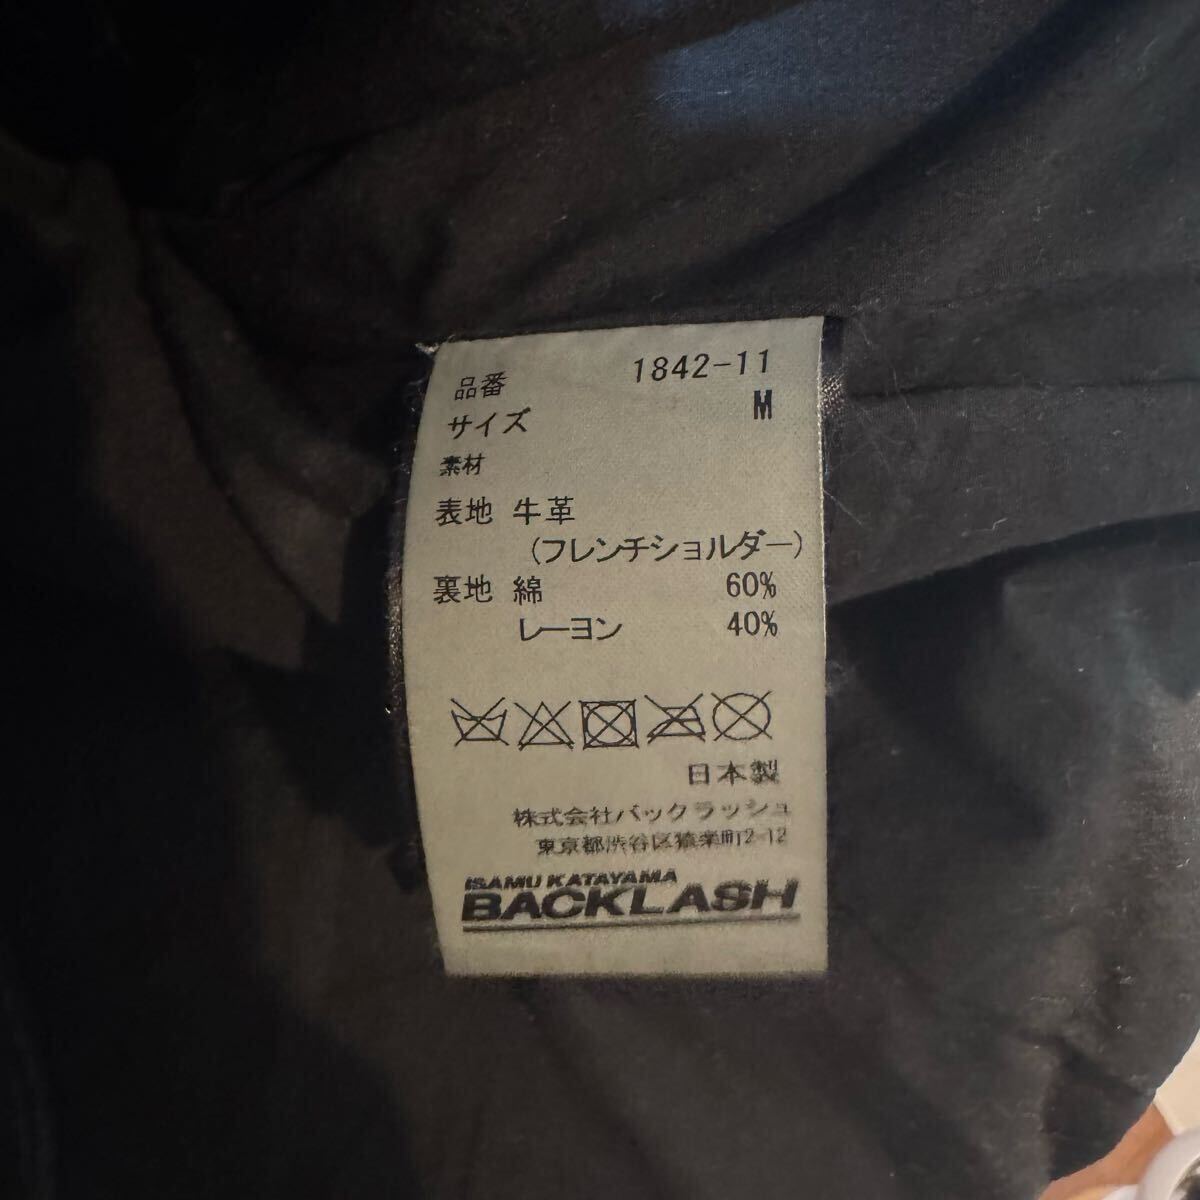 品番 1842-11
サイズ M
素材
表地 牛革
(フレンチショルダー)
裏地 綿 60%
レーヨン 40%
日本製
株式会社バックラッシュ
東京都渋谷区猿楽町2-12
ISAMU KATAYAMA
BACKLASH